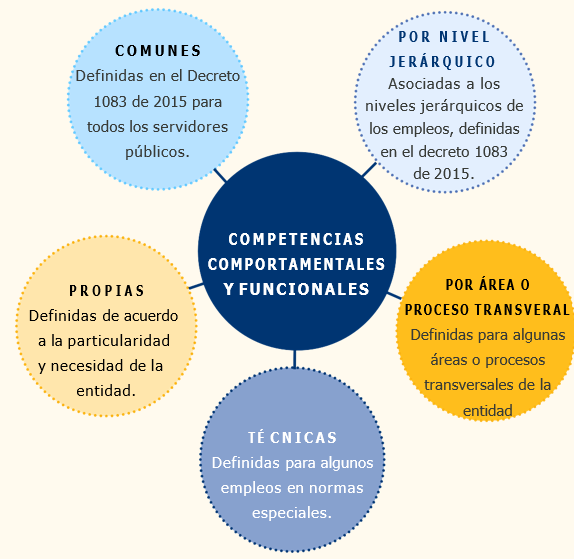 COMUNES
Definidas en el Decreto
1083 de 2015 para
todos los servidores
públicos.
POR NIVEL
JERÁRQUICO
Asociadas a los
niveles jerárquicos de
los empleos, definidas
en el decreto 1083
de 2015.
COMPETENCIAS
COMPORTAMENTALES
Y FUNCIONALES
PROPIAS
Definidas de acuerdo
a la particularidad
y necesidad de la
entidad.
POR ÁREA O
PROCESO TRANSVERAL
Definidas para algunas
áreas o procesos
transversales de la
entidad
TÉ CNICAS
Definidas para algunos
empleos en normas
especiales.